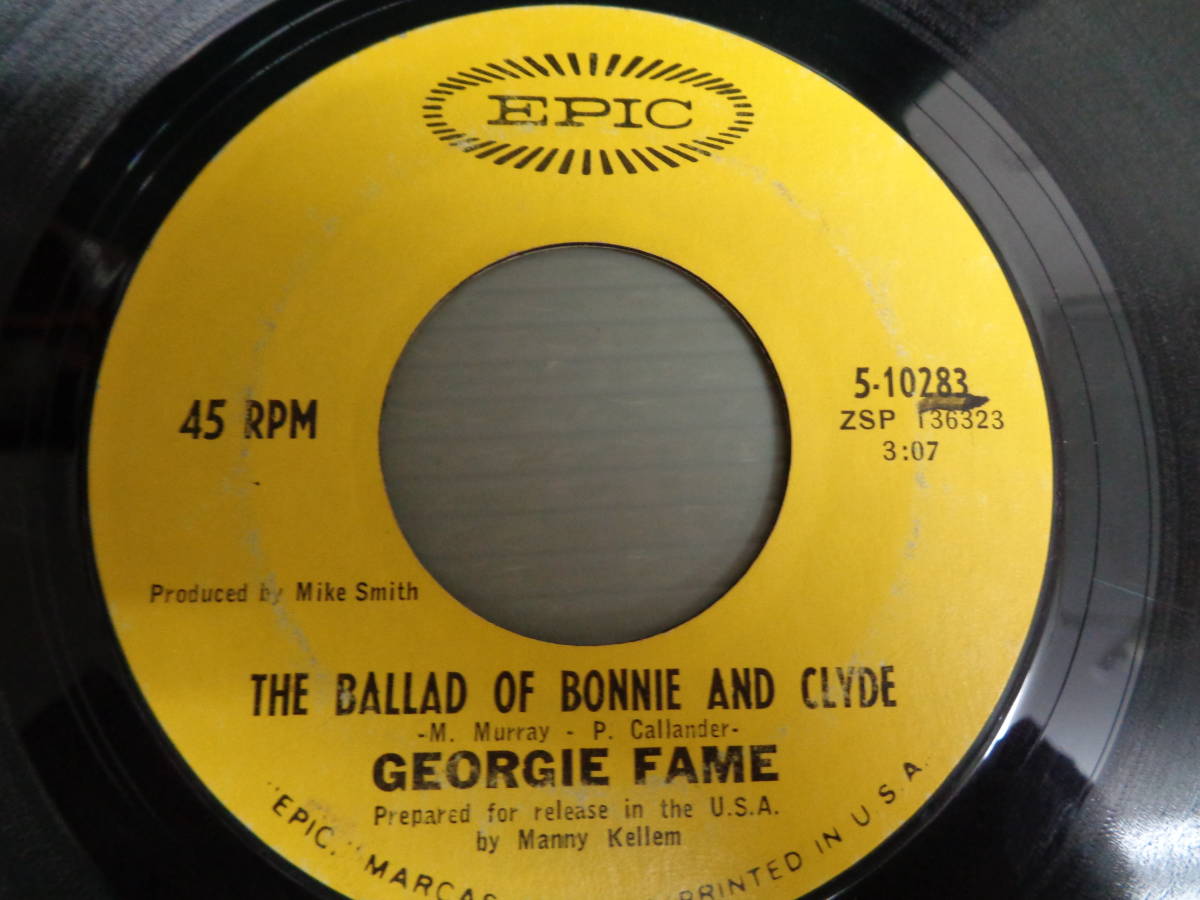 EPIC
45 RPM
5-10283
ZSP 136323
3:07
Produced by Mike Smith
THE BALLAD OF BONNIE AND CLYDE
-M. Murray - P. Callander-
GEORGIE FAME
Prepared for release in the U.S.A.
by Manny Kellem
"EPIC," MARCAS PRINTED IN U.S.A.